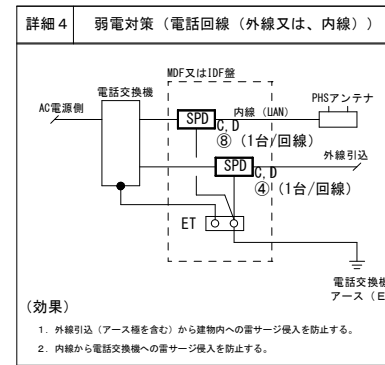 詳細4 弱電対策（電話回線（外線又は、内線））
MDF又はIDF盤
電話交換機
AC電源側
SPD
内線（LAN）
PHSアンテナ
C,D
⑧（1台/回線）
SPD
外線引込
C,D
④（1台/回線）
ET
電話交換機
アース（E
（効果）
1．外線引込（アース極を含む）から建物内への雷サージ侵入を防止する。
2．内線から電話交換機への雷サージ侵入を防止する。